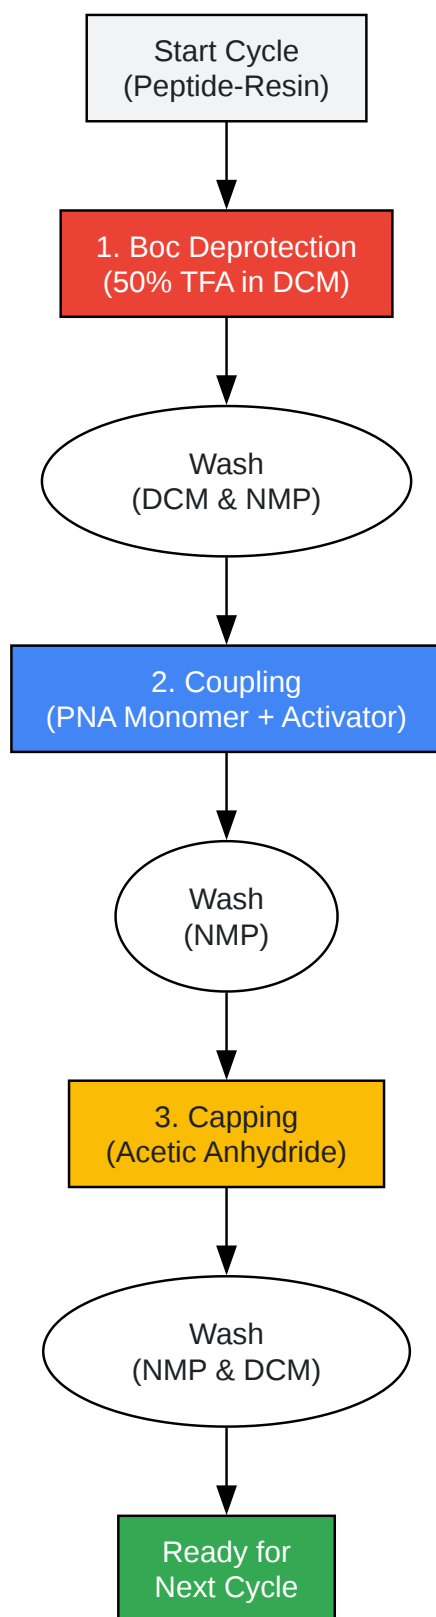 Start Cycle
(Peptide-Resin)
1. Boc Deprotection
(50% TFA in DCM)
Wash
(DCM & NMP)
2. Coupling
(PNA Monomer + Activator)
Wash
(NMP)
3. Capping
(Acetic Anhydride)
Wash
(NMP & DCM)
Ready for
Next Cycle